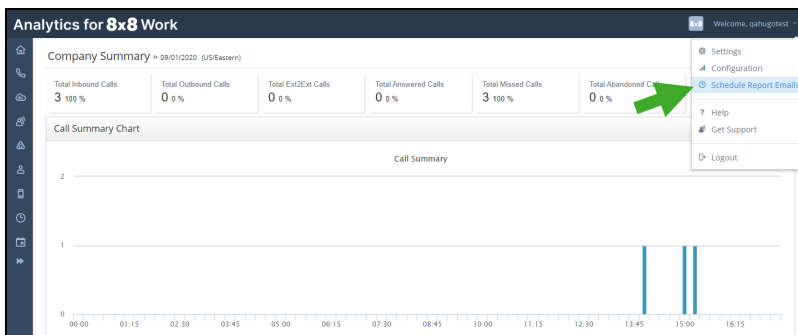 Analytics for 8x8 Work
8x8 Welcome, qahugotest
Company Summary » 09/01/2020 (US/Eastern)
Settings
Configuration
Schedule Report Emails
? Help
Get Support
Logout
Total Inbound Calls
3 100 %
Total Outbound Calls
0 0 %
Total Ext2Ext Calls
0 0 %
Total Answered Calls
0 0 %
Total Missed Calls
3 100 %
Total Abandoned
0 0 %
Call Summary Chart
Call Summary
2
1
0
00:00 01:15 02:30 03:45 05:00 06:15 07:30 08:45 10:00 11:15 12:30 13:45 15:00 16:15